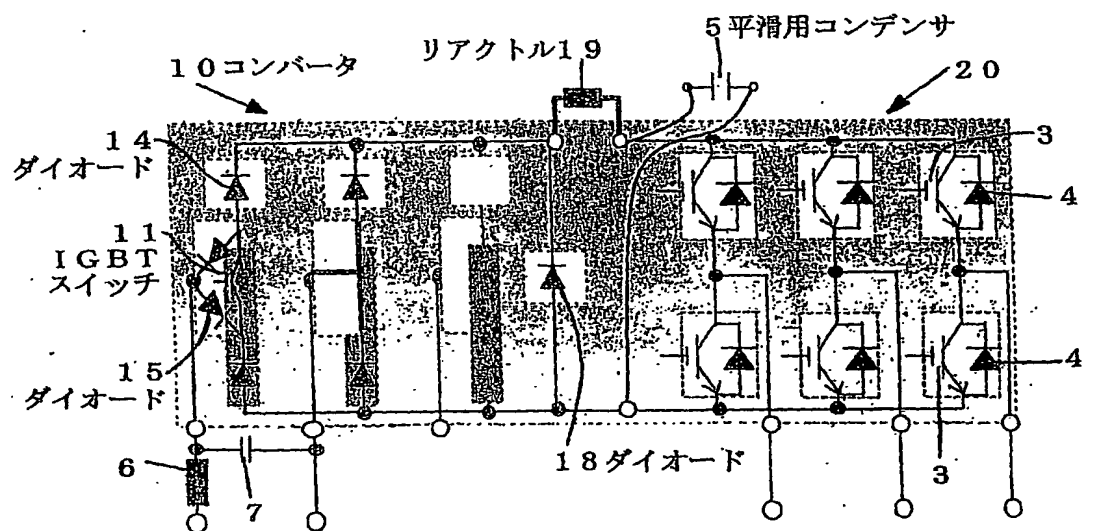 5平滑用コンデンサ
リアクトル19
10コンバータ
20
14
ダイオード
3
4
11
IGBT
スイッチ
15
ダイオード
4
6
7
18ダイオード
3